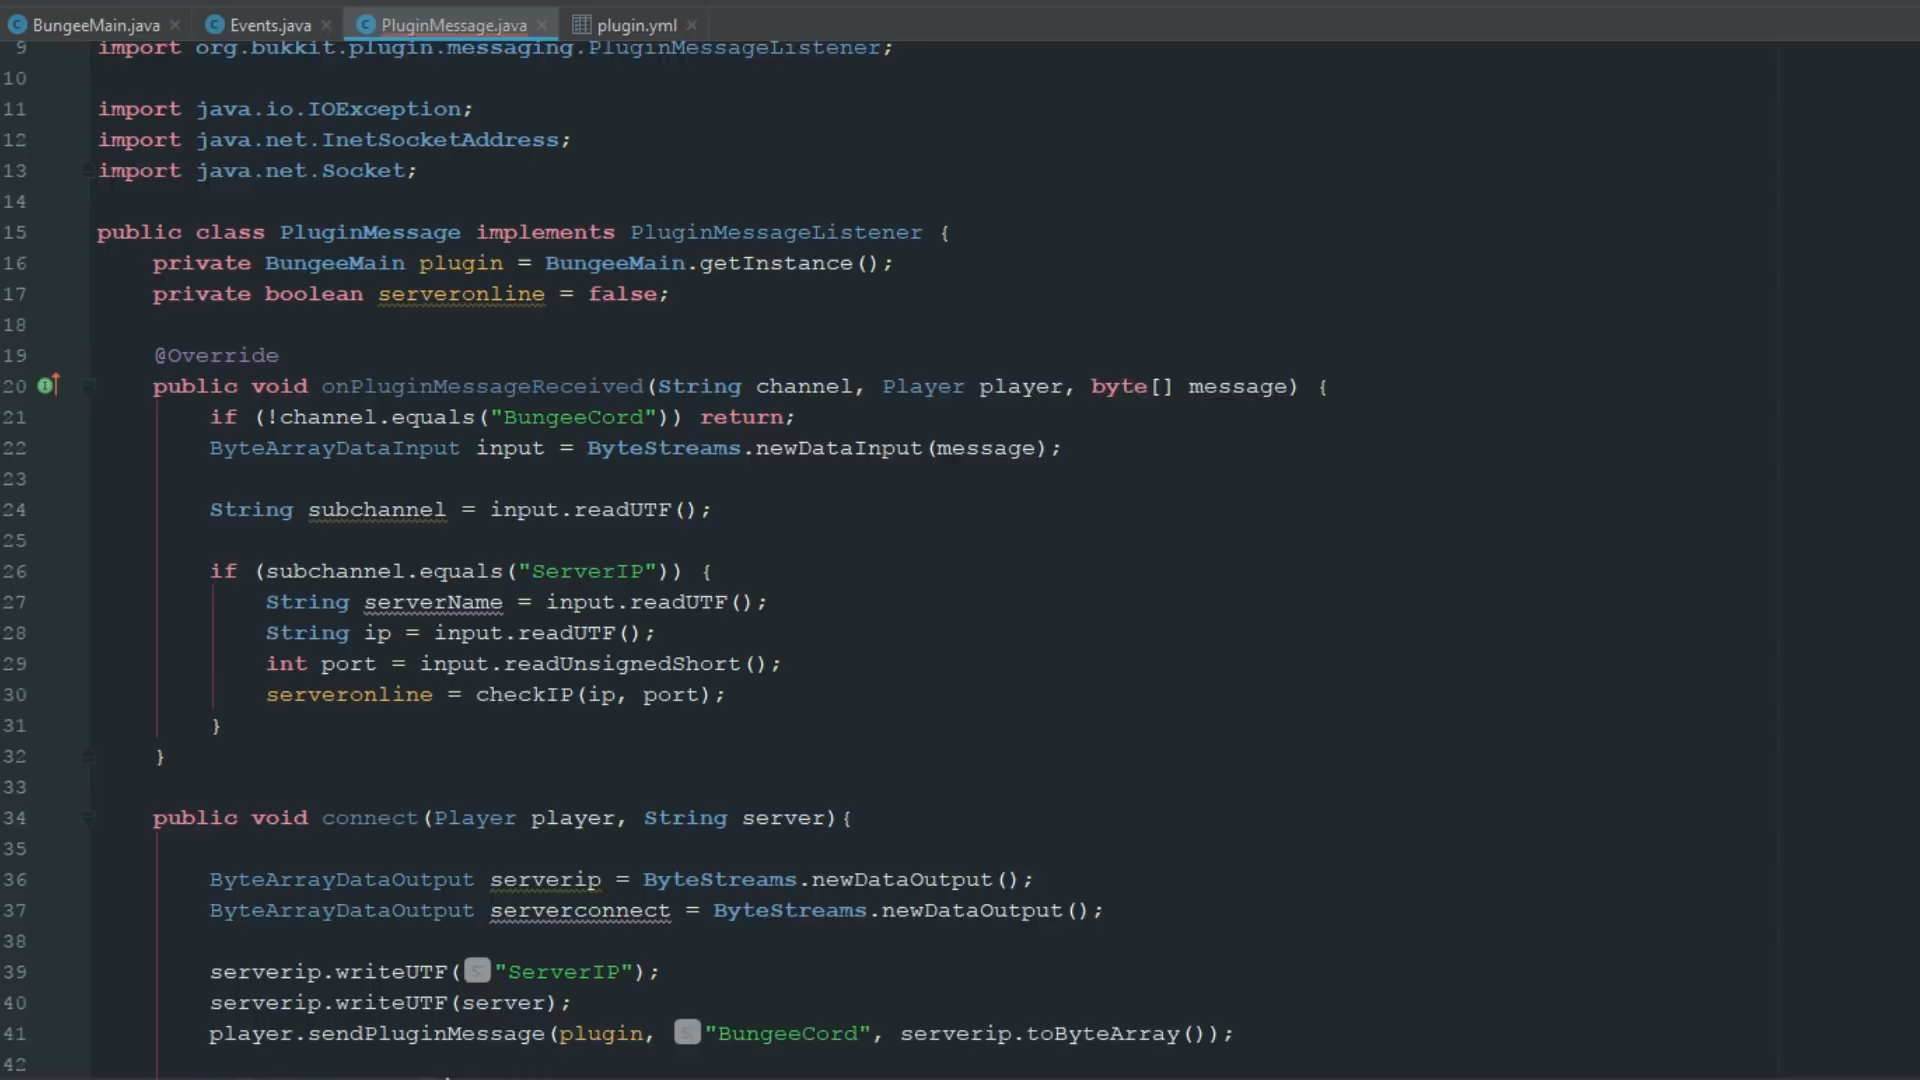 BungeeMain.java Events.java PluginMessage.java plugin.yml
9 import org.bukkit.plugin.messaging.PluginMessageListener;
10
11 import java.io.IOException;
12 import java.net.InetSocketAddress;
13 import java.net.Socket;
14
15 public class PluginMessage implements PluginMessageListener {
16 private BungeeMain plugin = BungeeMain.getInstance();
17 private boolean serveronline = false;
18
19 @Override
20 public void onPluginMessageReceived(String channel, Player player, byte[] message) {
21 if (!channel.equals("BungeeCord")) return;
22 ByteArrayDataInput input = ByteStreams.newDataInput(message);
23
24 String subchannel = input.readUTF();
25
26 if (subchannel.equals("ServerIP")) {
27 String serverName = input.readUTF();
28 String ip = input.readUTF();
29 int port = input.readUnsignedShort();
30 serveronline = checkIP(ip, port);
31 }
32 }
33
34 public void connect(Player player, String server){
35
36 ByteArrayDataOutput serverip = ByteStreams.newDataOutput();
37 ByteArrayDataOutput serverconnect = ByteStreams.newDataOutput();
38
39 serverip.writeUTF( s: "ServerIP");
40 serverip.writeUTF(server);
41 player.sendPluginMessage(plugin, s: "BungeeCord", serverip.toByteArray());
42